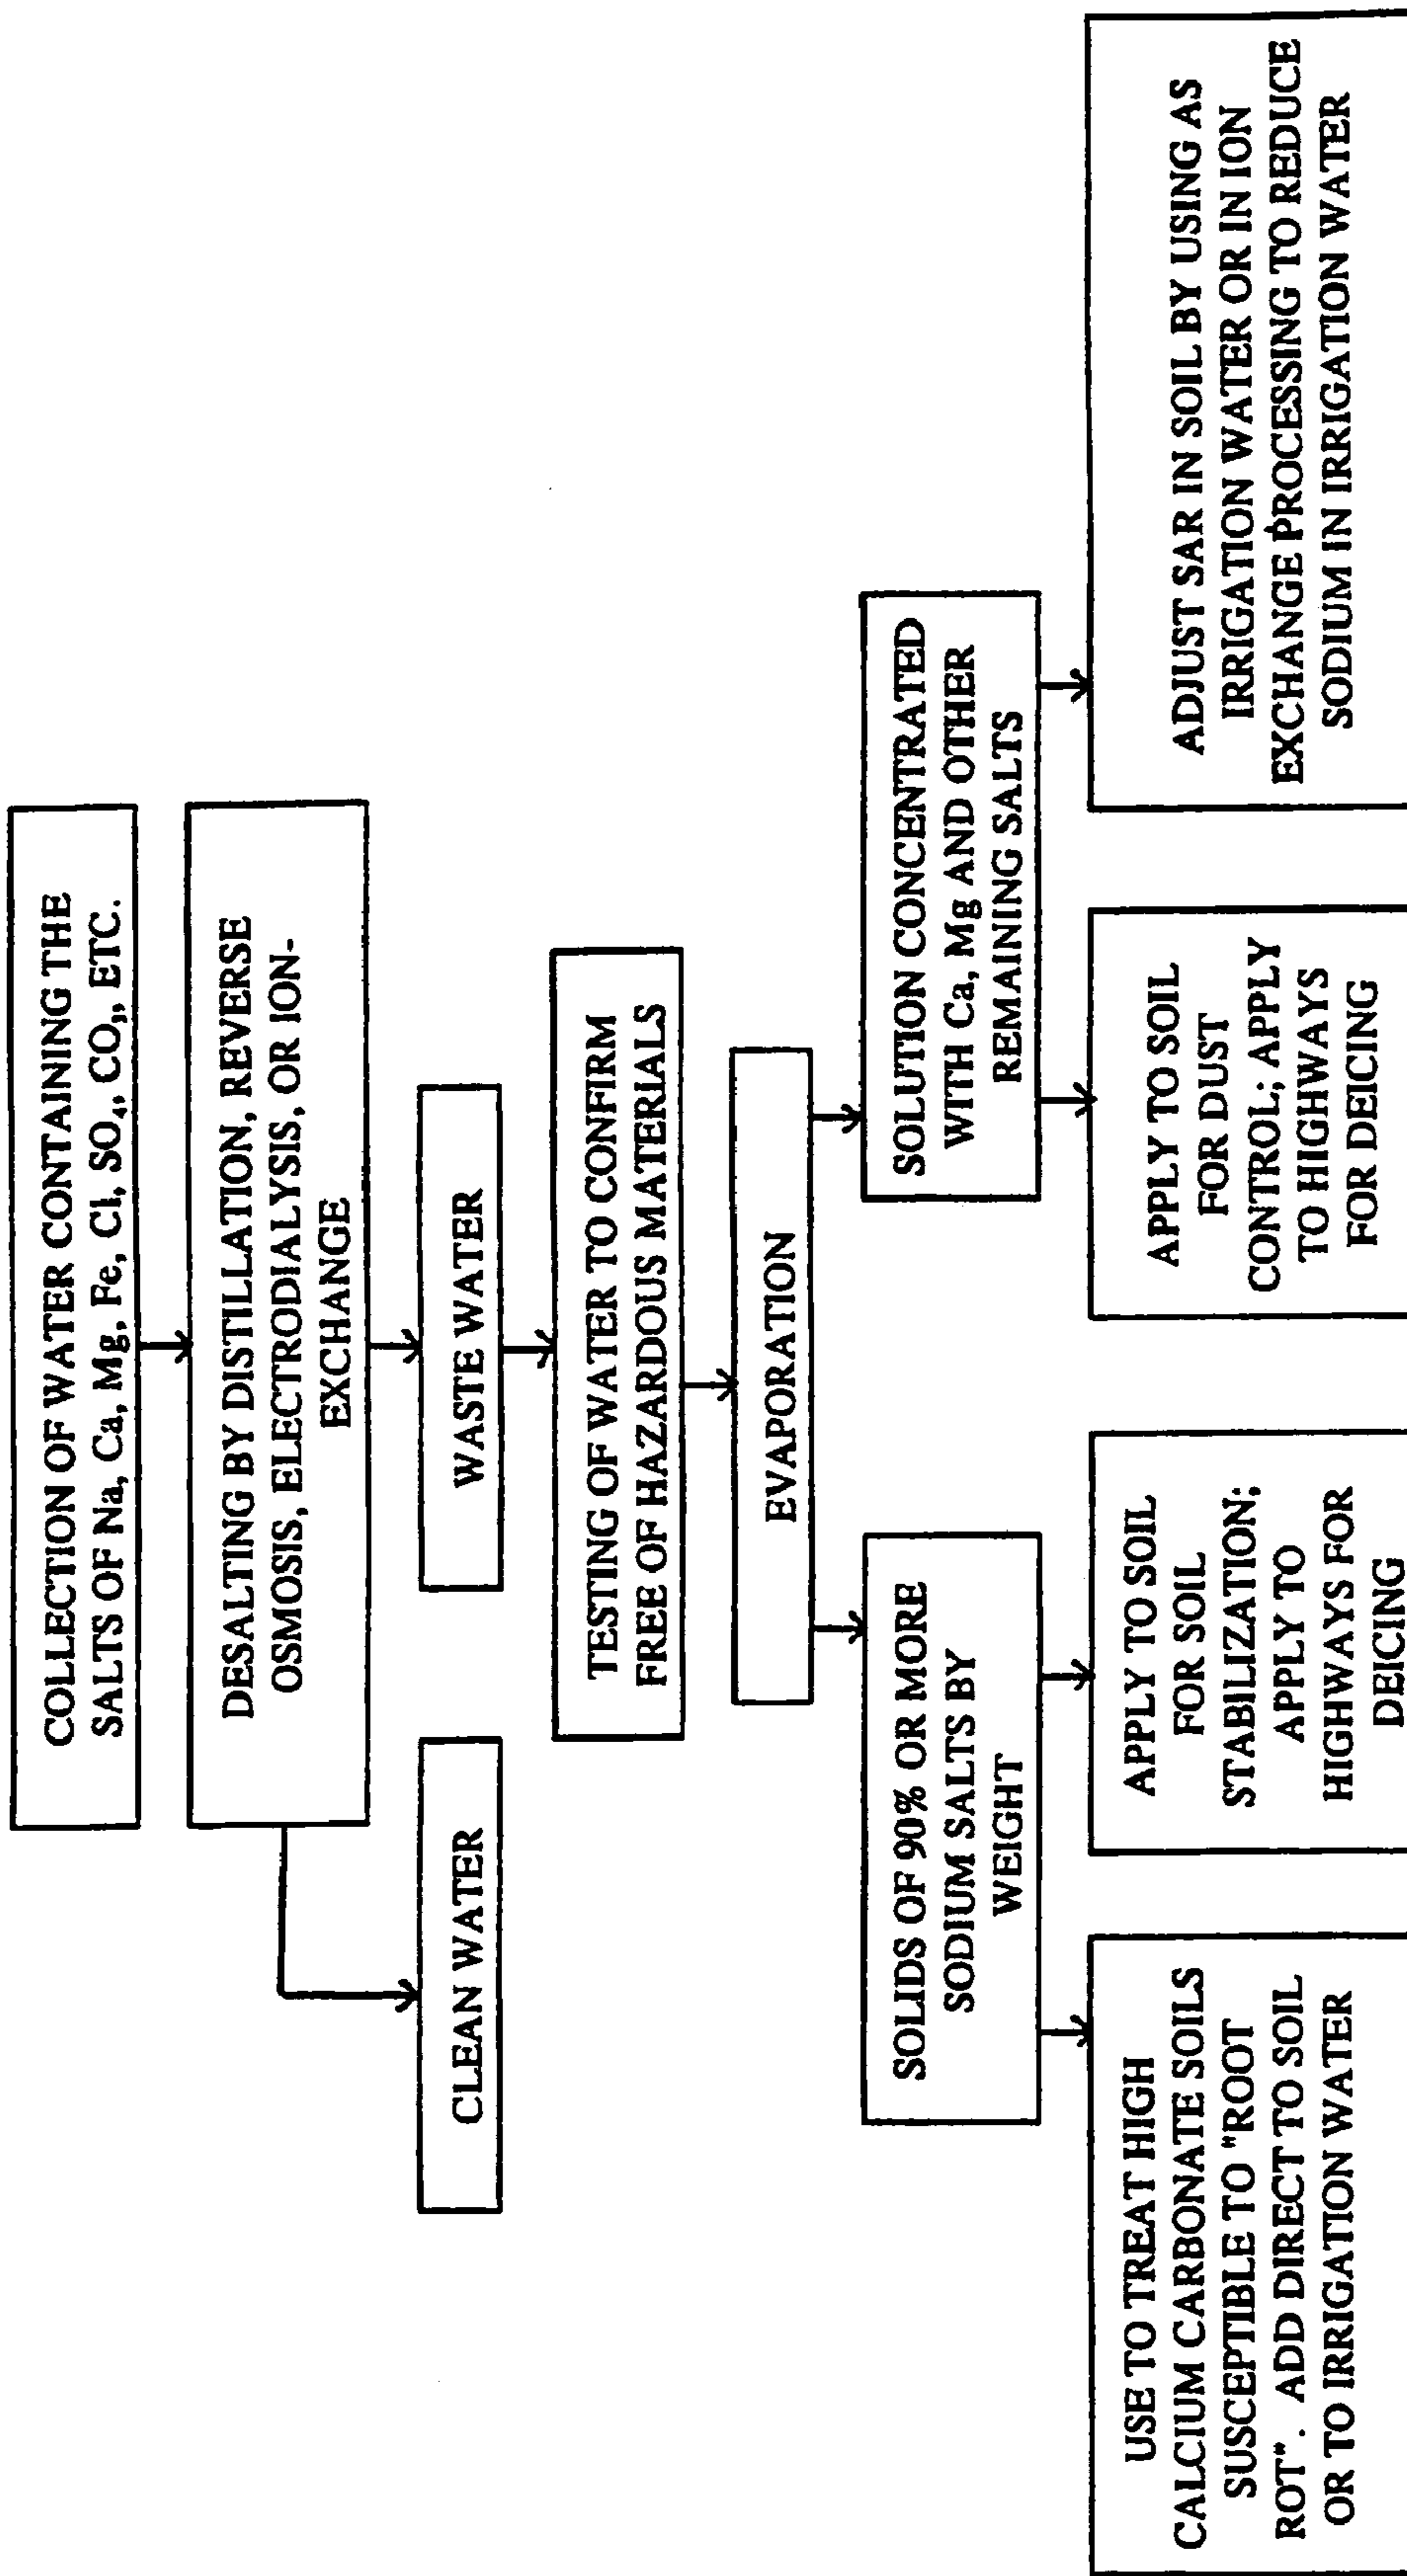 COLLECTION OF WATER CONTAINING THE
SALTS OF Na, Ca, Mg, Fe, Cl, SO₄, CO₃, ETC.
DESALTING BY DISTILLATION, REVERSE
OSMOSIS, ELECTRODIALYSIS, OR ION-
EXCHANGE
CLEAN WATER
WASTE WATER
TESTING OF WATER TO CONFIRM
FREE OF HAZARDOUS MATERIALS
EVAPORATION
SOLIDS OF 90% OR MORE
SODIUM SALTS BY
WEIGHT
SOLUTION CONCENTRATED
WITH Ca, Mg AND OTHER
REMAINING SALTS
USE TO TREAT HIGH
CALCIUM CARBONATE SOILS
SUSCEPTIBLE TO "ROOT
ROT". ADD DIRECT TO SOIL
OR TO IRRIGATION WATER
APPLY TO SOIL
FOR SOIL
STABILIZATION;
APPLY TO
HIGHWAYS FOR
DEICING
APPLY TO SOIL
FOR DUST
CONTROL; APPLY
TO HIGHWAYS
FOR DEICING
ADJUST SAR IN SOIL BY USING AS
IRRIGATION WATER OR IN ION
EXCHANGE PROCESSING TO REDUCE
SODIUM IN IRRIGATION WATER